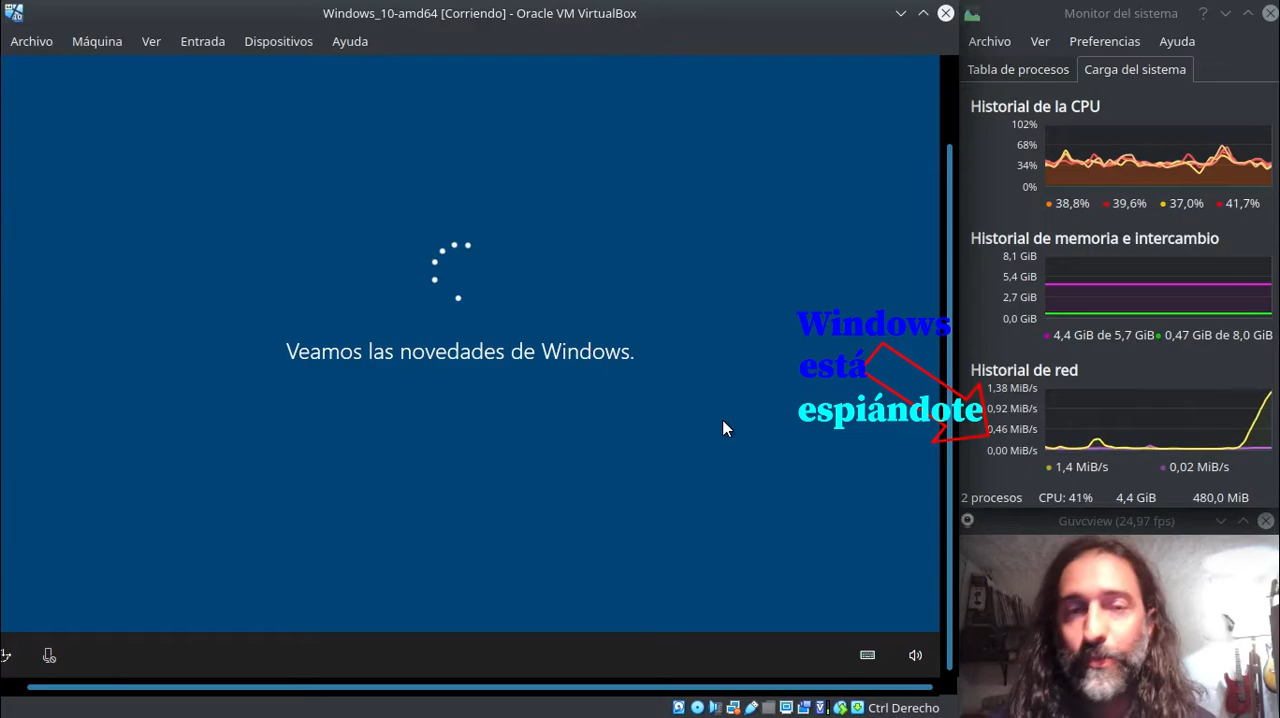 Windows_10-amd64 [Corriendo] - Oracle VM VirtualBox
Archivo Máquina Ver Entrada Dispositivos Ayuda
Veamos las novedades de Windows.
Ctrl Derecho
Windows
está
espiándote
Monitor del sistema
Archivo Ver Preferencias Ayuda
Tabla de procesos Carga del sistema
Historial de la CPU
102%
68%
34%
0%
38,8% 39,6% 37,0% 41,7%
Historial de memoria e intercambio
8,1 GiB
5,4 GiB
2,7 GiB
0,0 GiB
4,4 GiB de 5,7 GiB 0,47 GiB de 8,0 GiB
Historial de red
1,38 MiB/s
0,92 MiB/s
0,46 MiB/s
0,00 MiB/s
1,4 MiB/s 0,02 MiB/s
2 procesos CPU: 41% 4,4 GiB 480,0 MiB
Guvcview (24,97 fps)